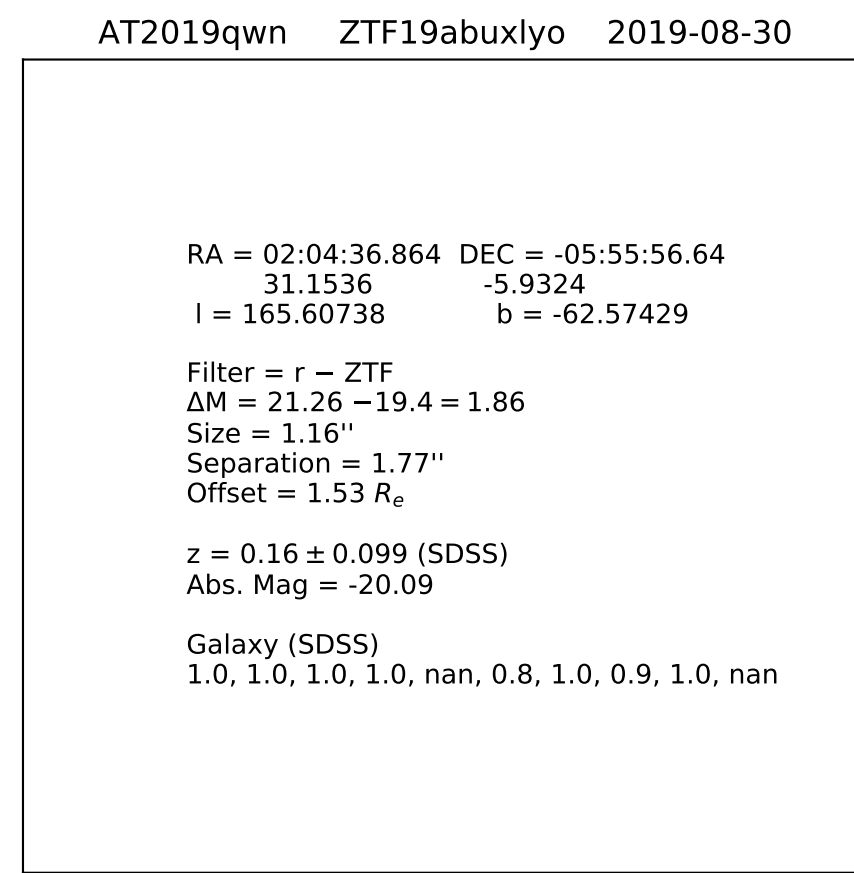 AT2019qwn ZTF19abuxlyo 2019-08-30
RA = 02:04:36.864 DEC = -05:55:56.64
31.1536 -5.9324
l = 165.60738 b = -62.57429
Filter = r − ZTF
ΔM = 21.26 −19.4 = 1.86
Size = 1.16''
Separation = 1.77''
Offset = 1.53 Rₑ
z = 0.16 ± 0.099 (SDSS)
Abs. Mag = -20.09
Galaxy (SDSS)
1.0, 1.0, 1.0, 1.0, nan, 0.8, 1.0, 0.9, 1.0, nan